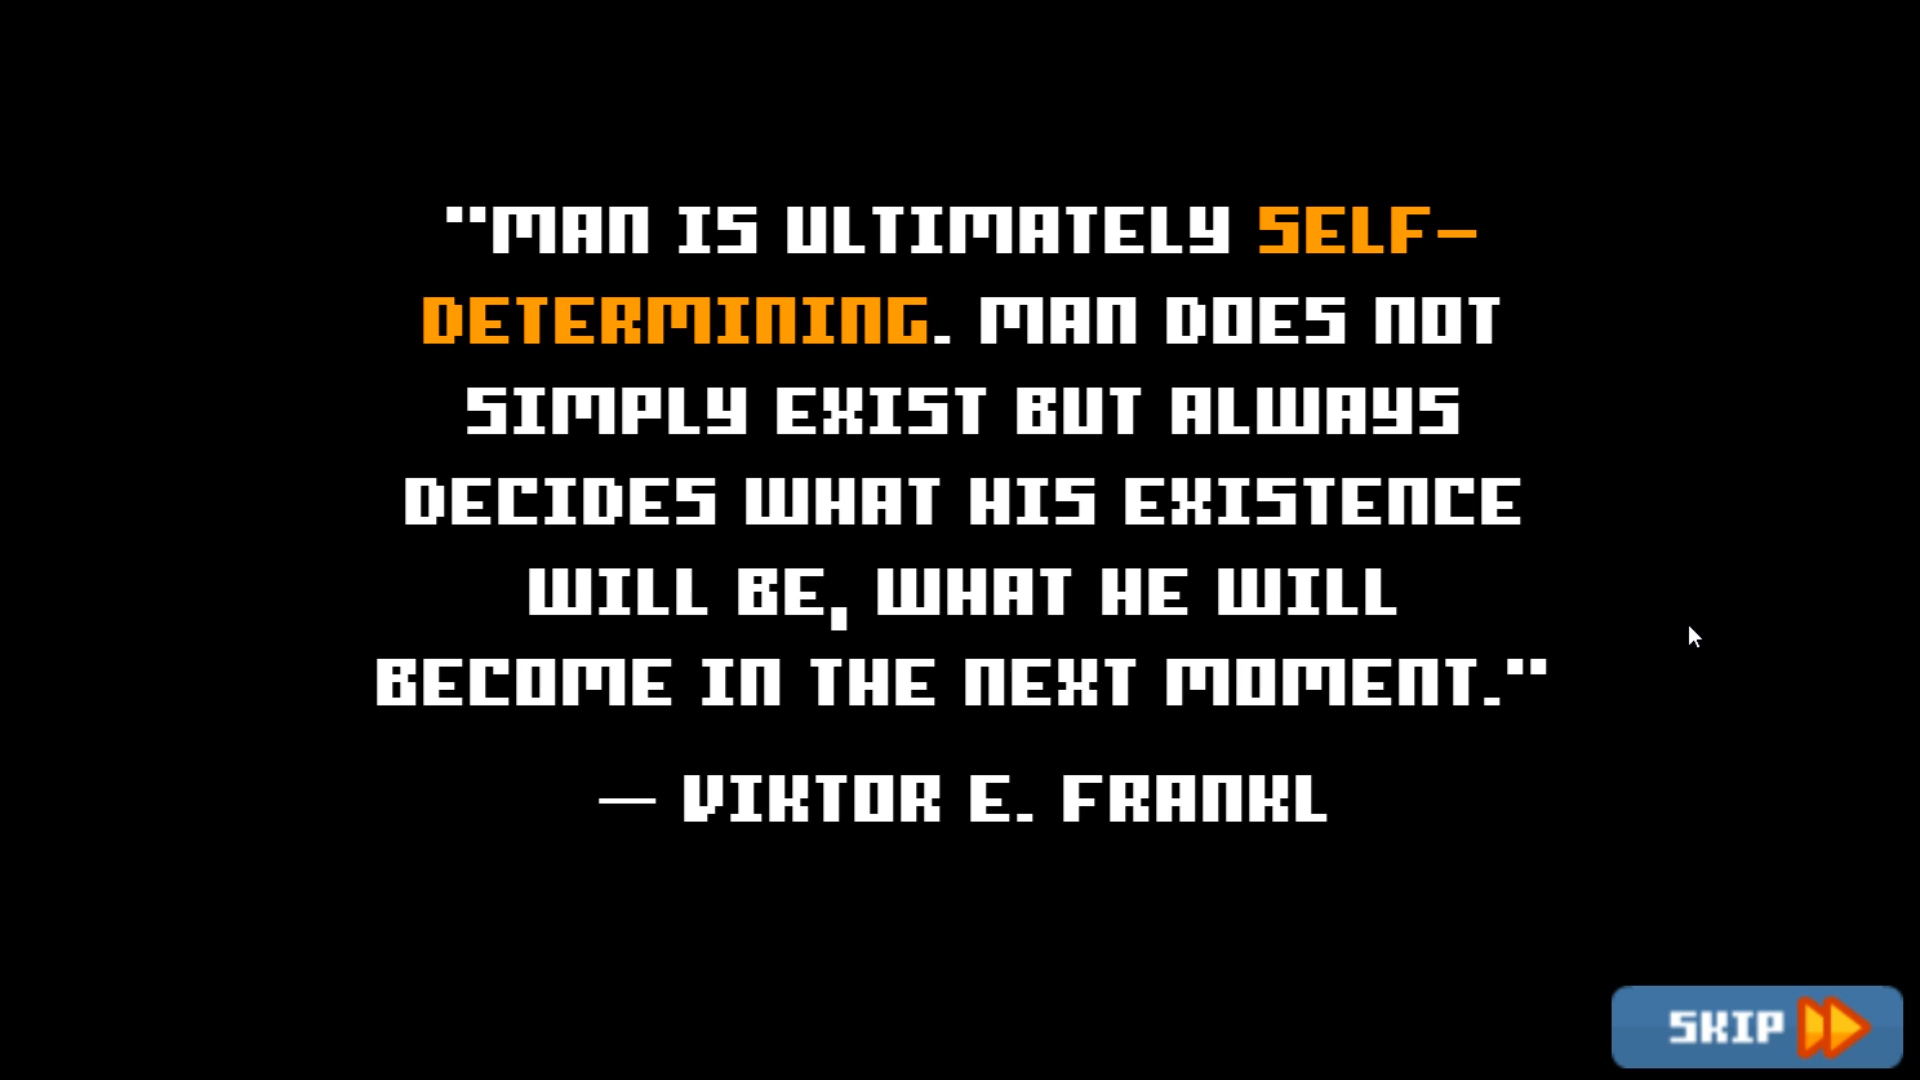 "MAN IS ULTIMATELY SELF-
DETERMINING. MAN DOES NOT
SIMPLY EXIST BUT ALWAYS
DECIDES WHAT HIS EXISTENCE
WILL BE, WHAT HE WILL
BECOME IN THE NEXT MOMENT."
— VIKTOR E. FRANKL
SKIP